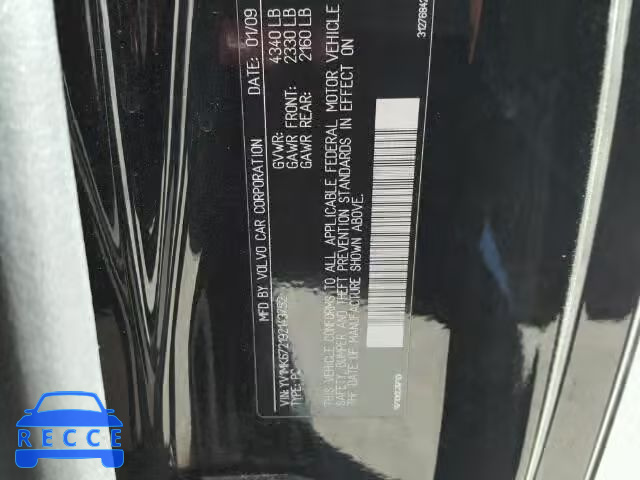 MFD BY VOLVO CAR CORPORATION DATE: 01/09
GVWR: 4340 LB
GAWR FRONT: 2330 LB
GAWR REAR: 2160 LB
VIN: YV1MK672192143752
TYPE: PC
THIS VEHICLE CONFORMS TO ALL APPLICABLE FEDERAL MOTOR VEHICLE
SAFETY, BUMPER AND THEFT PREVENTION STANDARDS IN EFFECT ON
THE DATE OF MANUFACTURE SHOWN ABOVE.
VOLVO
RECCE